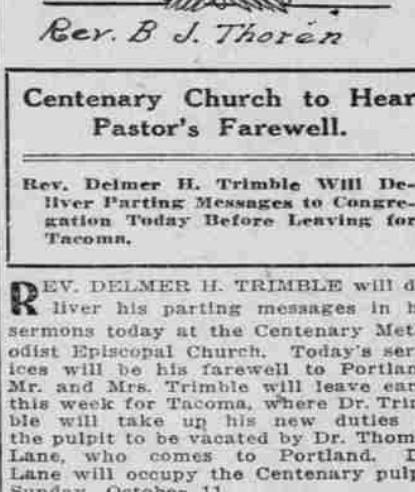 Rev. B J. Thorén
Centenary Church to Hear
Pastor's Farewell.
Rev. Delmer H. Trimble Will De-
liver Parting Messages to Congre-
gation Today Before Leaving for
Tacoma.
REV. DELMER H. TRIMBLE will d
liver his parting messages in h
sermons today at the Centenary Met
odist Episcopal Church. Today's ser
ices will be his farewell to Portlan
Mr. and Mrs. Trimble will leave ear
this week for Tacoma, where Dr. Trim
ble will take up his new duties
the pulpit to be vacated by Dr. Thom
Lane, who comes to Portland. D
Lane will occupy the Centenary pulp
Sunday, October 11